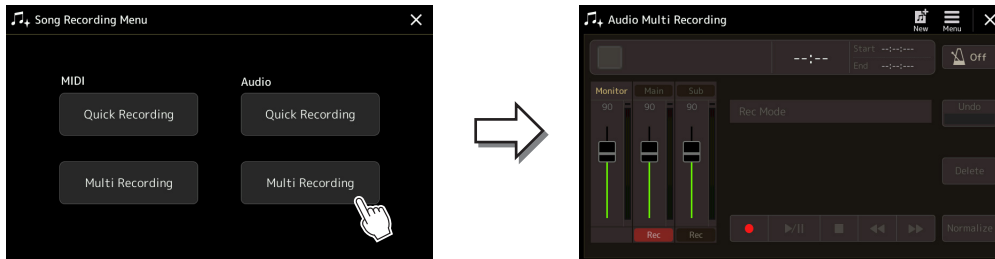 Song Recording Menu
MIDI
Audio
Quick Recording
Quick Recording
Multi Recording
Multi Recording
Audio Multi Recording
New
Menu
--:--
Start --:--:---
End --:--:---
Off
Monitor
Main
Sub
90
90
90
Rec Mode
Undo
Delete
Rec
Rec
Normalize